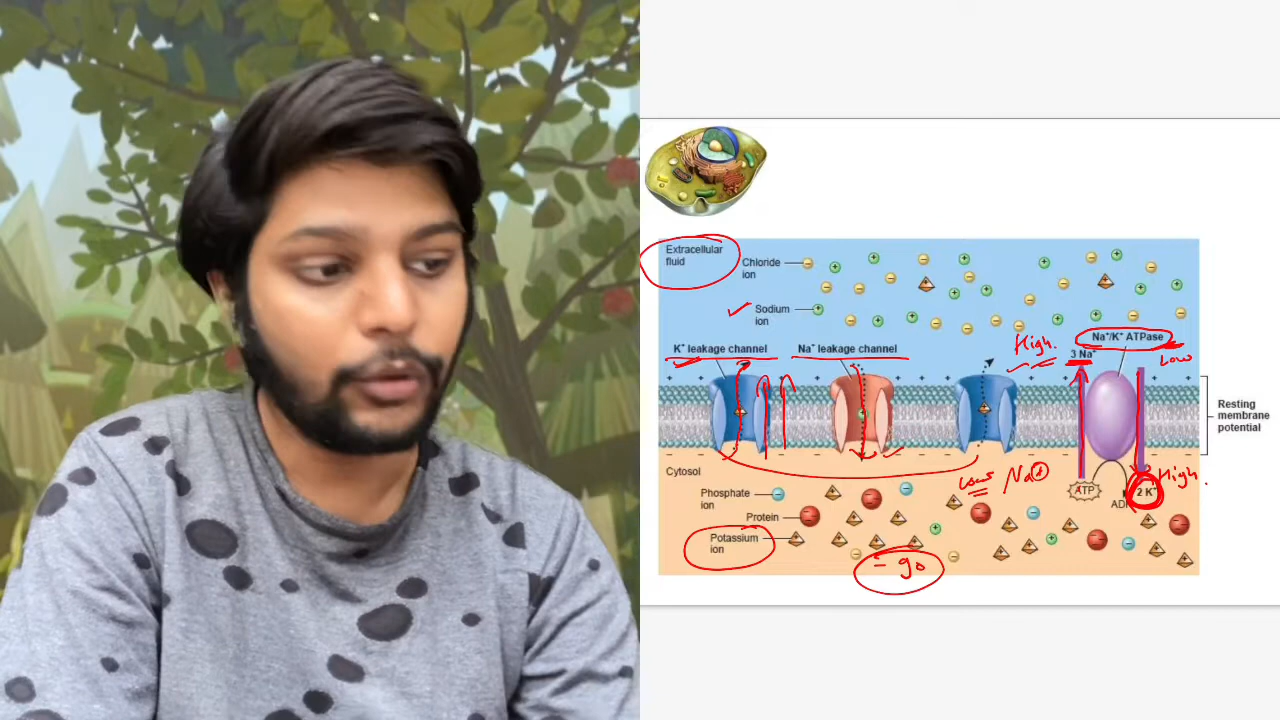 Extracellular
fluid
Chloride
ion
Sodium
ion
Na⁺/K⁺ ATPase
K⁺ leakage channel
Na⁺ leakage channel
High.
3 Na⁺
Low
+ + + + + + + + +
Resting
membrane
potential
– – – – – – – –
Cytosol
Low Na⁺
High.
ATP
2 K⁺
AD
Phosphate
ion
Protein
Potassium
ion
– 90